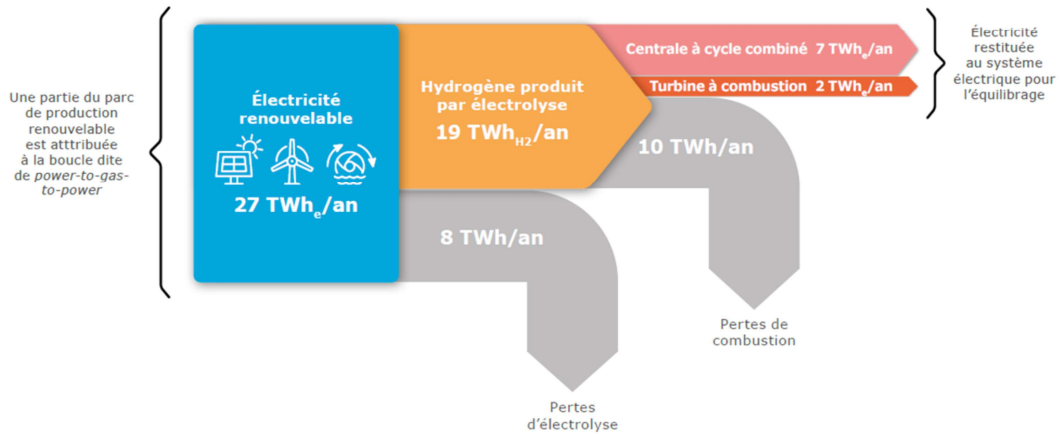 Une partie du parc
de production
renouvelable
est atttribuée
à la boucle dite
de power-to-gas-
to-power
Électricité
renouvelable
27 TWhe/an
Hydrogène produit
par électrolyse
19 TWhH2/an
Centrale à cycle combiné 7 TWhe/an
Turbine à combustion 2 TWhe/an
10 TWh/an
8 TWh/an
Électricité
restituée
au système
électrique pour
l'équilibrage
Pertes de
combustion
Pertes
d'électrolyse